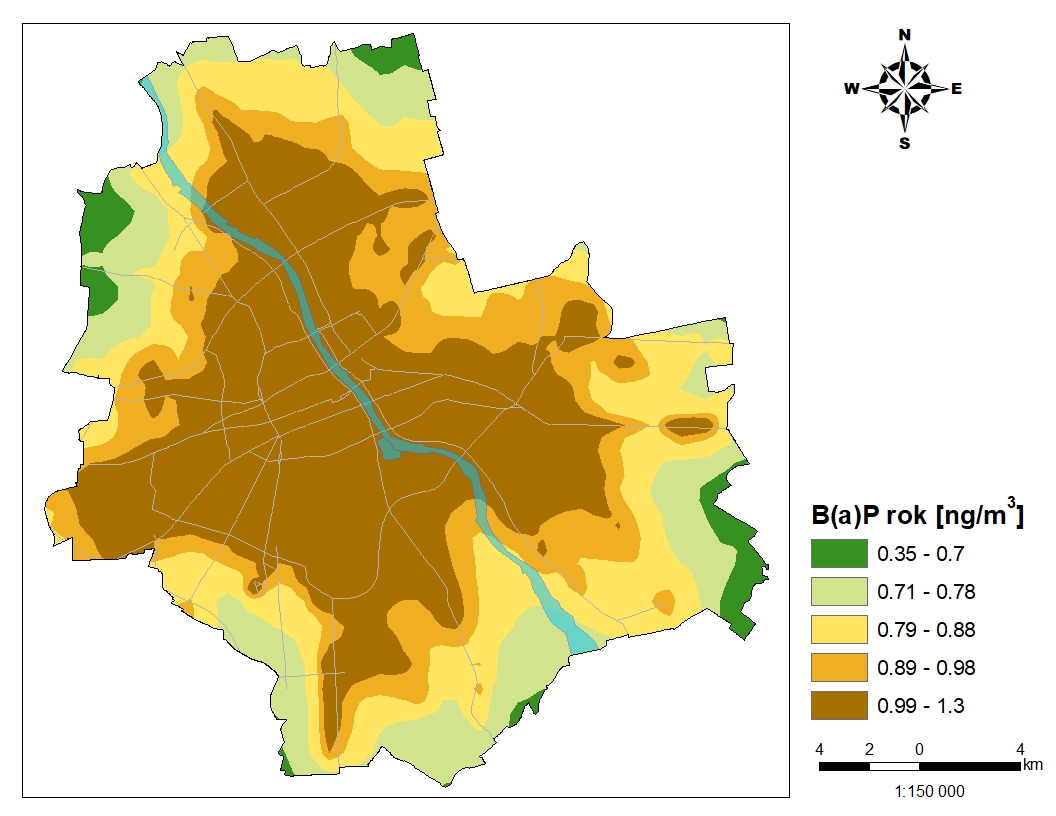 N
W E
S
B(a)P rok [ng/m³]
0.35 - 0.7
0.71 - 0.78
0.79 - 0.88
0.89 - 0.98
0.99 - 1.3
4 2 0 4
km
1:150 000